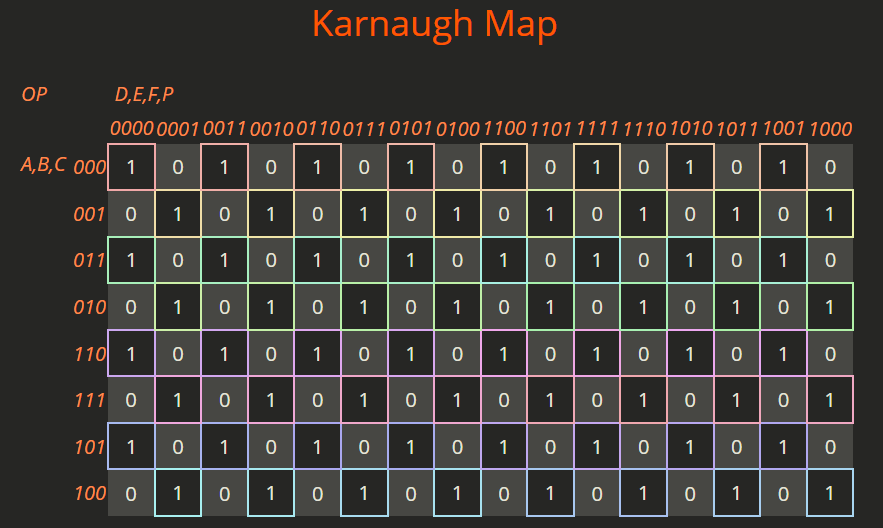 Karnaugh Map
OP D,E,F,P
0000 0001 0011 0010 0110 0111 0101 0100 1100 1101 1111 1110 1010 1011 1001 1000
A,B,C 000 1 0 1 0 1 0 1 0 1 0 1 0 1 0 1 0
001 0 1 0 1 0 1 0 1 0 1 0 1 0 1 0 1
011 1 0 1 0 1 0 1 0 1 0 1 0 1 0 1 0
010 0 1 0 1 0 1 0 1 0 1 0 1 0 1 0 1
110 1 0 1 0 1 0 1 0 1 0 1 0 1 0 1 0
111 0 1 0 1 0 1 0 1 0 1 0 1 0 1 0 1
101 1 0 1 0 1 0 1 0 1 0 1 0 1 0 1 0
100 0 1 0 1 0 1 0 1 0 1 0 1 0 1 0 1